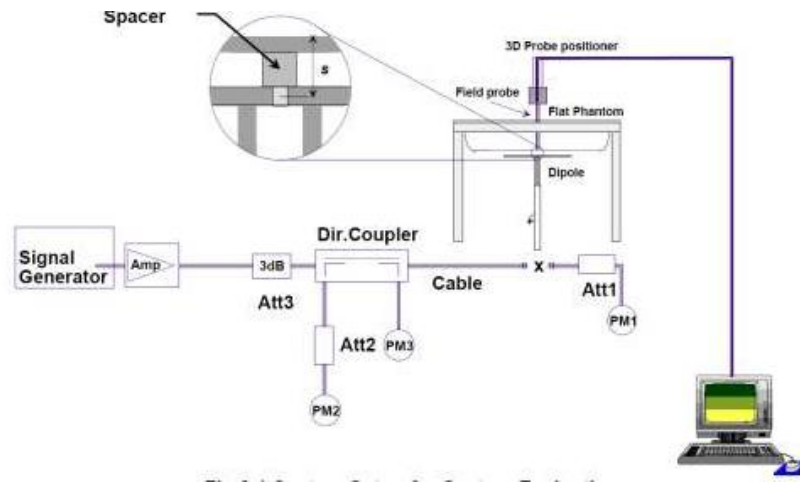 Spacer
s
3D Probe positioner
Field probe
Flat Phantom
Dipole
Signal
Generator
Amp
3dB
Att3
Dir.Coupler
Cable
x
Att1
PM1
Att2
PM3
PM2